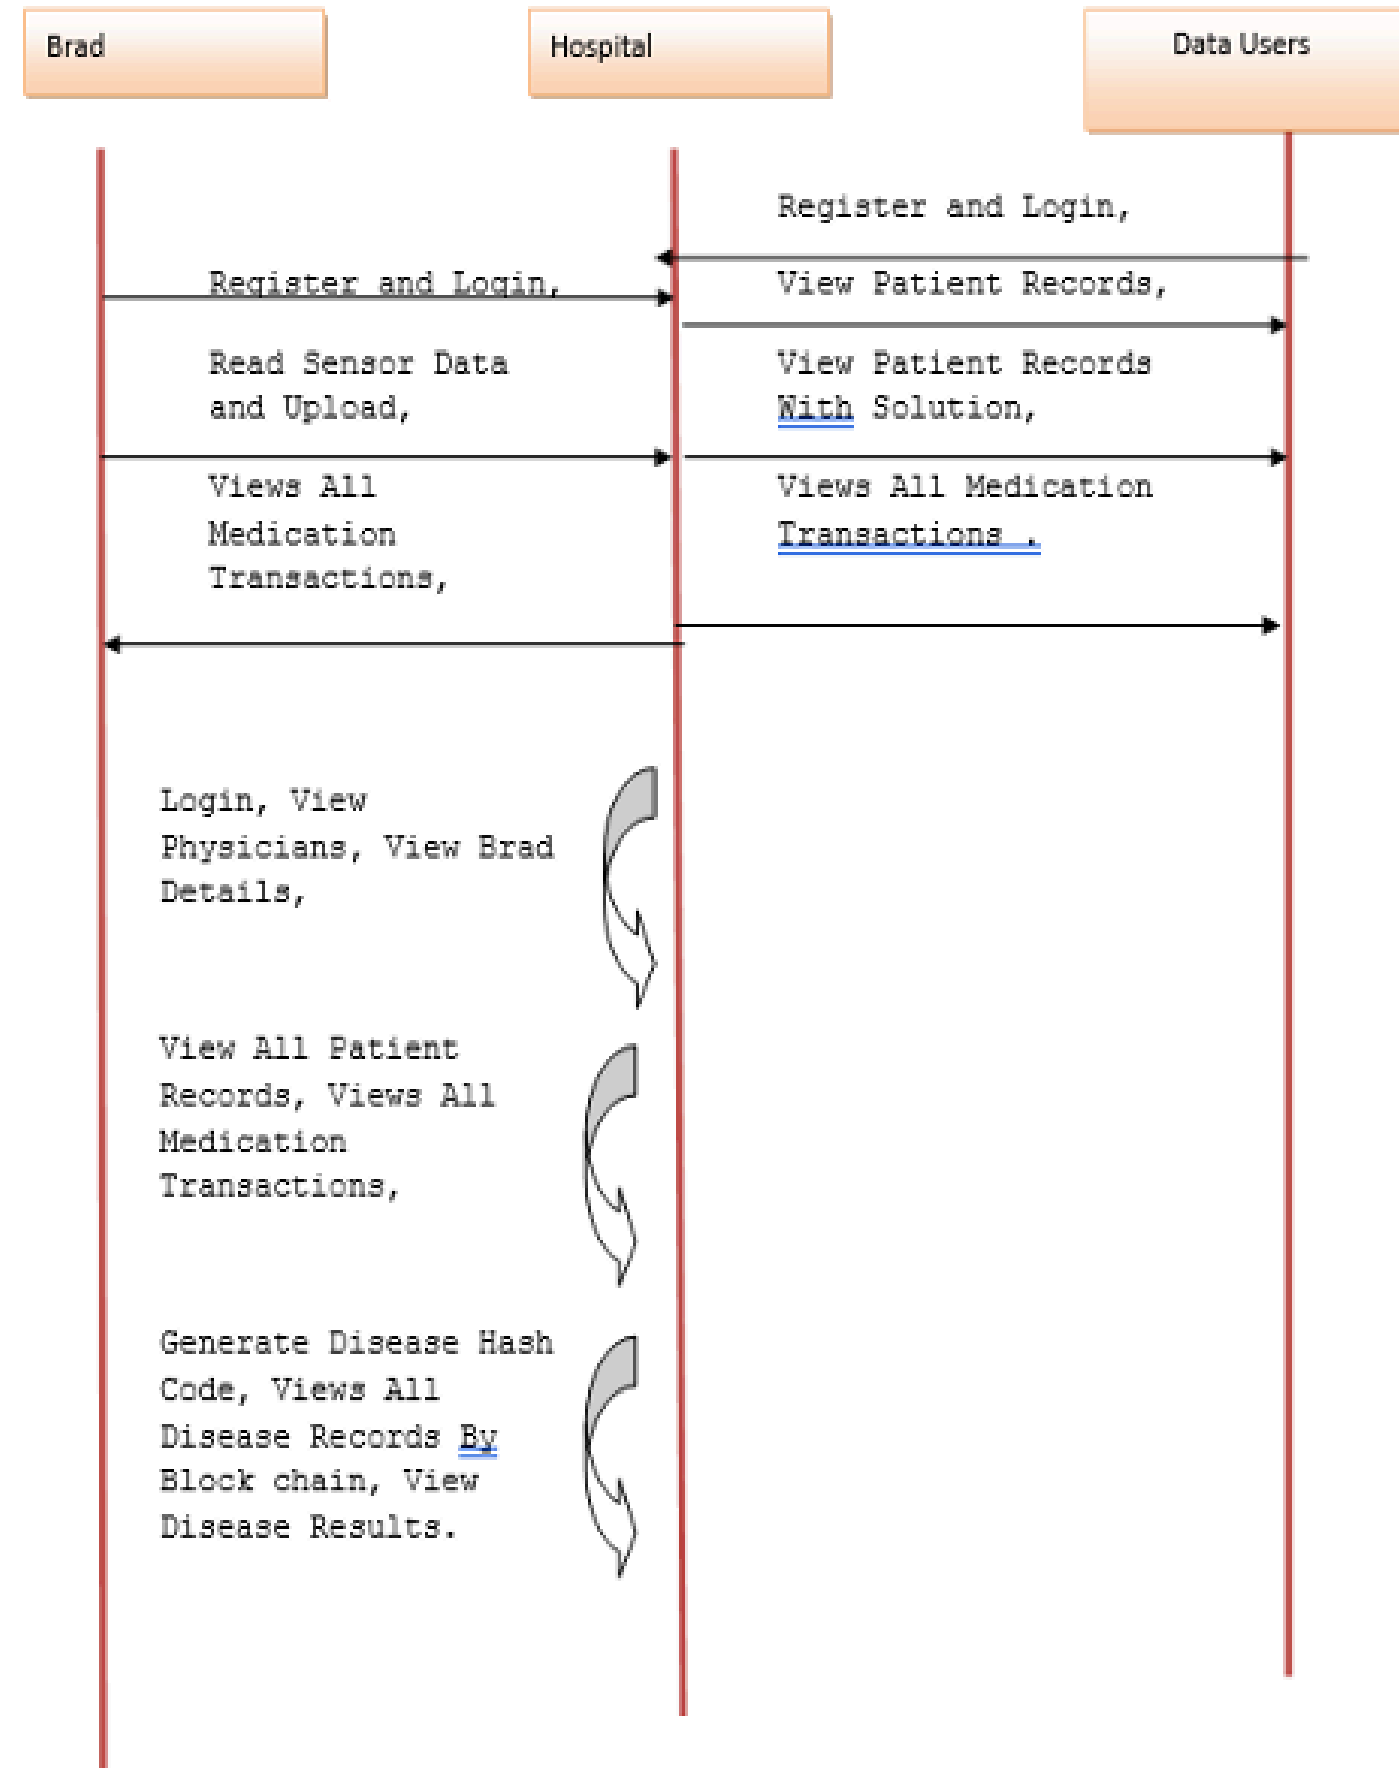 Brad
Hospital
Data Users
Register and Login,
Register and Login,
View Patient Records,
Read Sensor Data
and Upload,
View Patient Records
With Solution,
Views All
Medication
Transactions,
Views All Medication
Transactions .
Login, View
Physicians, View Brad
Details,
View All Patient
Records, Views All
Medication
Transactions,
Generate Disease Hash
Code, Views All
Disease Records By
Block chain, View
Disease Results.